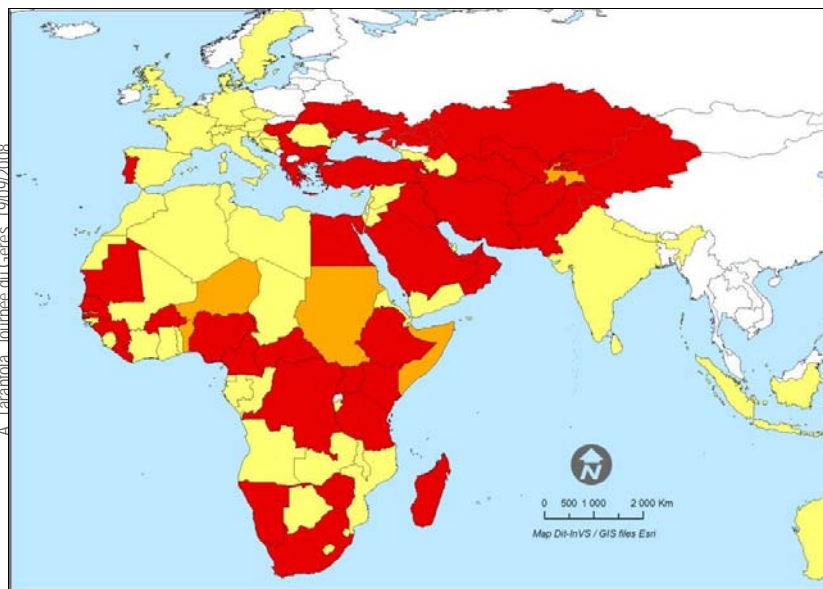 A. Tarantola Journée du Geres 19/09/2008
N
0 500 1 000 2 000 Km
Map Dit-InVS / GIS files Esri